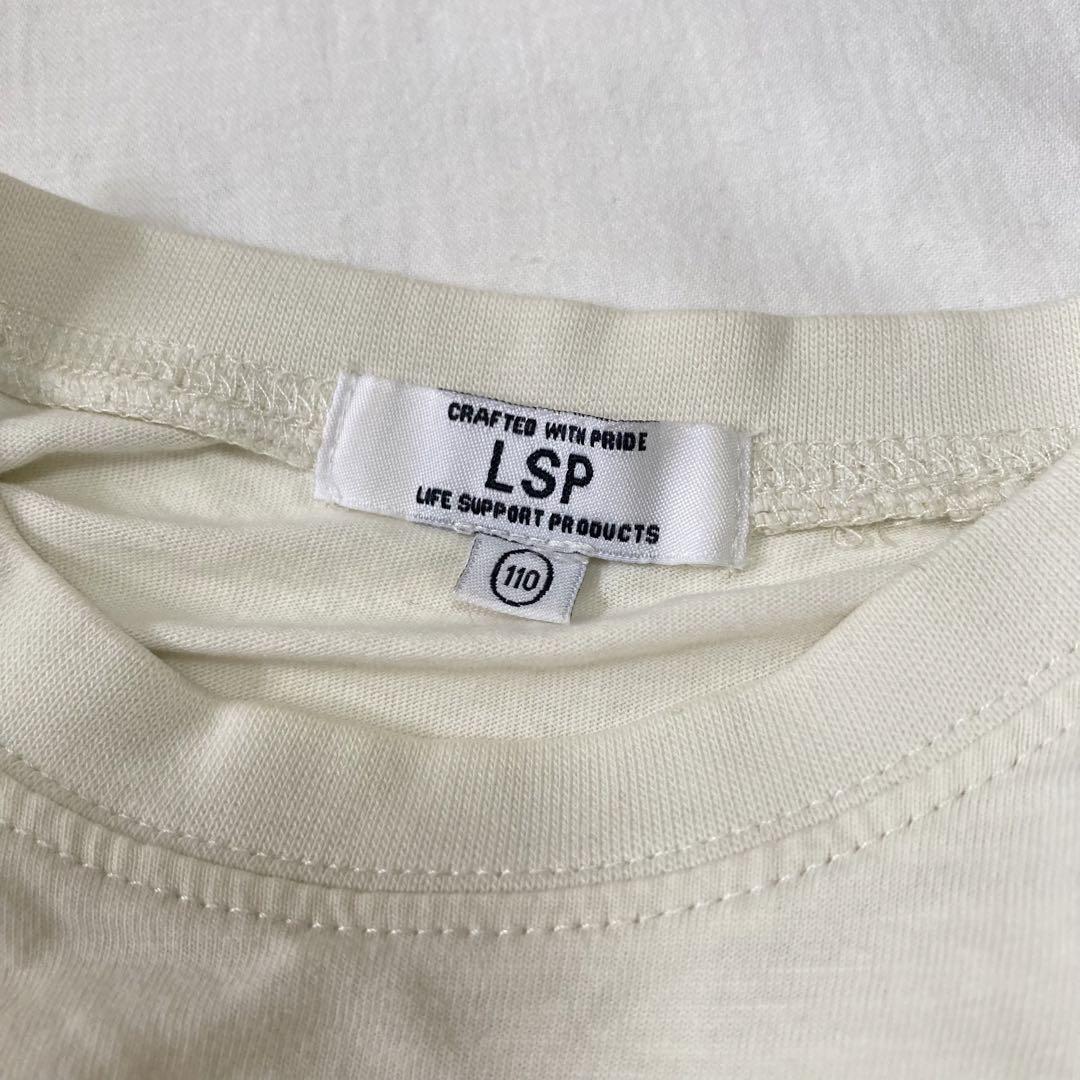 CRAFTED WITH PRIDE
LSP
LIFE SUPPORT PRODUCTS
110